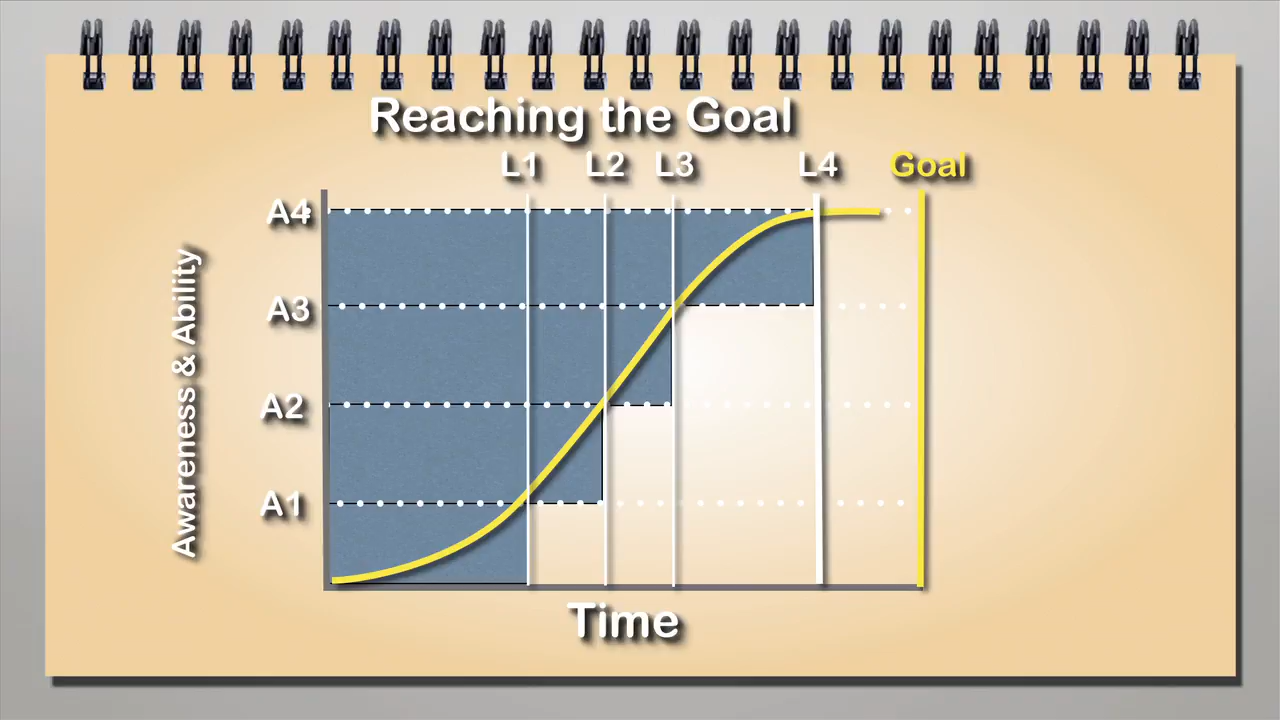 Reaching the Goal
L1 L2 L3 L4 Goal
A4
A3
A2
A1
Awareness & Ability
Time